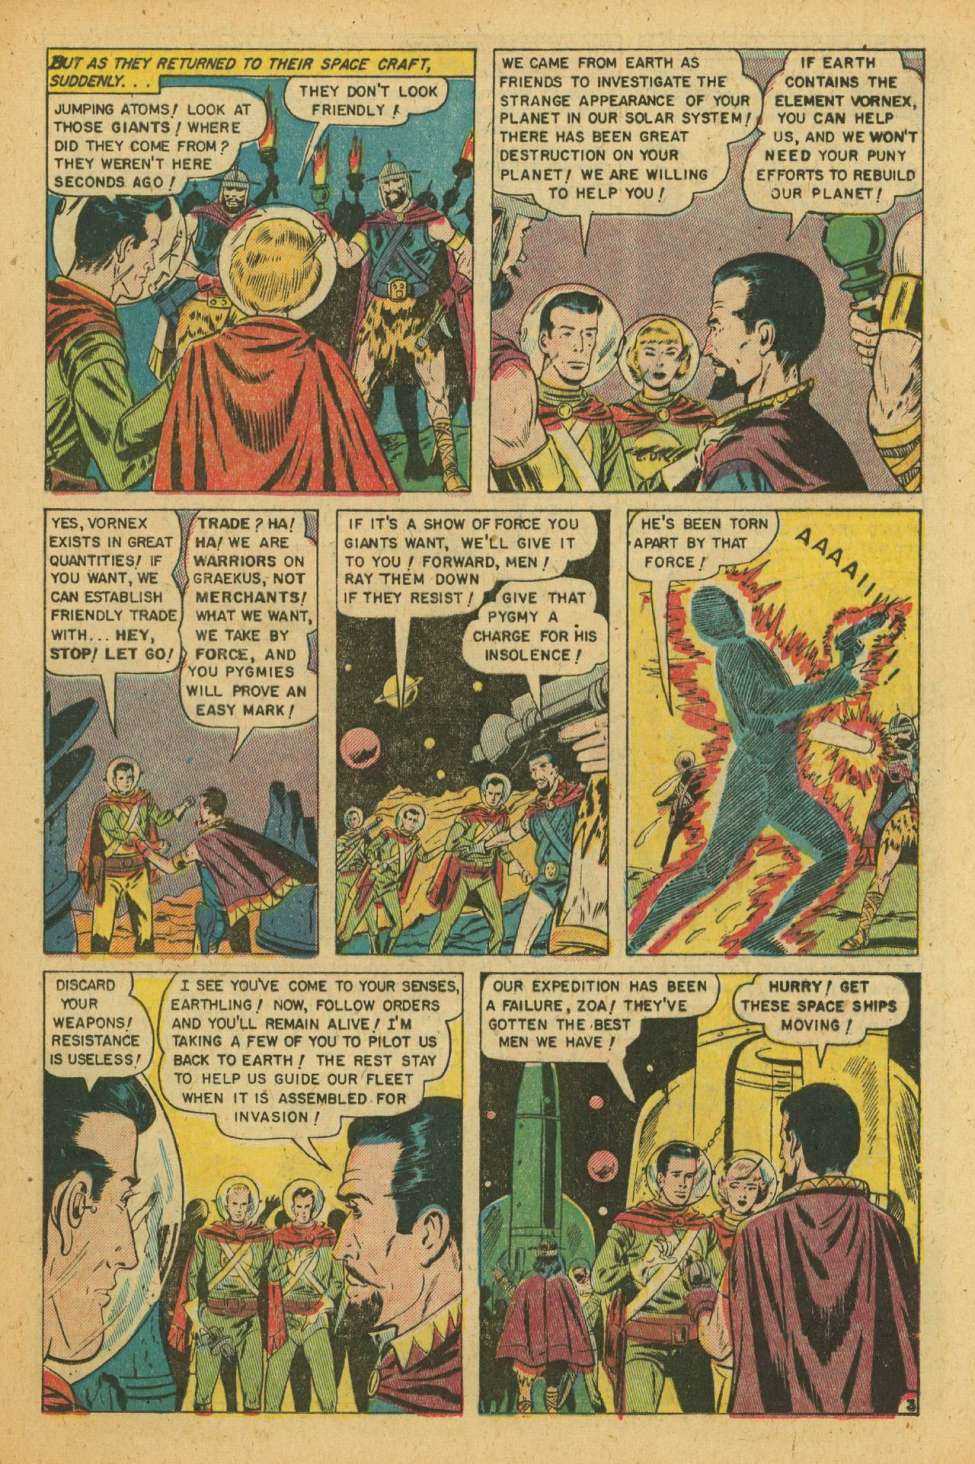 BUT AS THEY RETURNED TO THEIR SPACE CRAFT,
SUDDENLY. . .
JUMPING ATOMS! LOOK AT
THOSE GIANTS! WHERE
DID THEY COME FROM?
THEY WEREN'T HERE
SECONDS AGO!
THEY DON'T LOOK
FRIENDLY!
WE CAME FROM EARTH AS
FRIENDS TO INVESTIGATE THE
STRANGE APPEARANCE OF YOUR
PLANET IN OUR SOLAR SYSTEM!
THERE HAS BEEN GREAT
DESTRUCTION ON YOUR
PLANET! WE ARE WILLING
TO HELP YOU!
IF EARTH
CONTAINS THE
ELEMENT VORNEX,
YOU CAN HELP
US, AND WE WON'T
NEED YOUR PUNY
EFFORTS TO REBUILD
OUR PLANET!
YES, VORNEX
EXISTS IN GREAT
QUANTITIES! IF
YOU WANT, WE
CAN ESTABLISH
FRIENDLY TRADE
WITH... HEY,
STOP! LET GO!
TRADE? HA!
HA! WE ARE
WARRIORS ON
GRAEKUS, NOT
MERCHANTS!
WHAT WE WANT,
WE TAKE BY
FORCE, AND
YOU PYGMIES
WILL PROVE AN
EASY MARK!
IF IT'S A SHOW OF FORCE YOU
GIANTS WANT, WE'LL GIVE IT
TO YOU! FORWARD, MEN!
RAY THEM DOWN
IF THEY RESIST!
GIVE THAT
PYGMY A
CHARGE FOR HIS
INSOLENCE!
HE'S BEEN TORN
APART BY THAT
FORCE!
AAAAIII!!
DISCARD
YOUR
WEAPONS!
RESISTANCE
IS USELESS!
I SEE YOU'VE COME TO YOUR SENSES,
EARTHLING! NOW, FOLLOW ORDERS
AND YOU'LL REMAIN ALIVE! I'M
TAKING A FEW OF YOU TO PILOT US
BACK TO EARTH! THE REST STAY
TO HELP US GUIDE OUR FLEET
WHEN IT IS ASSEMBLED FOR
INVASION!
OUR EXPEDITION HAS BEEN
A FAILURE, ZOA! THEY'VE
GOTTEN THE BEST
MEN WE HAVE!
HURRY! GET
THESE SPACE SHIPS
MOVING!
3